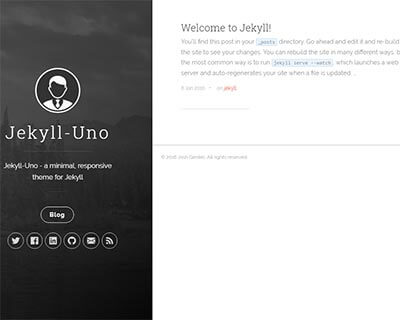 Jekyll-Uno
Jekyll-Uno - a minimal, responsive
theme for Jekyll
Blog
Welcome to Jekyll!
You'll find this post in your _posts directory. Go ahead and edit it and re-build
the site to see your changes. You can rebuild the site in many different ways, b
the most common way is to run jekyll serve --watch, which launches a web
server and auto-regenerates your site when a file is updated. ...
on jekyll
© 2016 Josh Gerdes. All rights reserved.